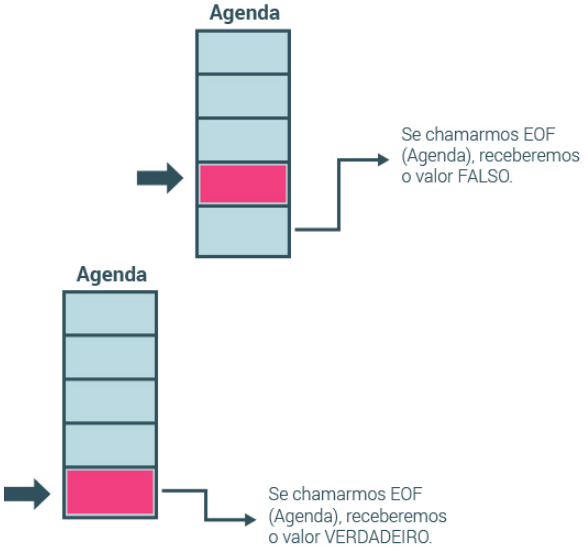 Agenda
Se chamarmos EOF
(Agenda), receberemos
o valor FALSO.
Agenda
Se chamarmos EOF
(Agenda), receberemos
o valor VERDADEIRO.